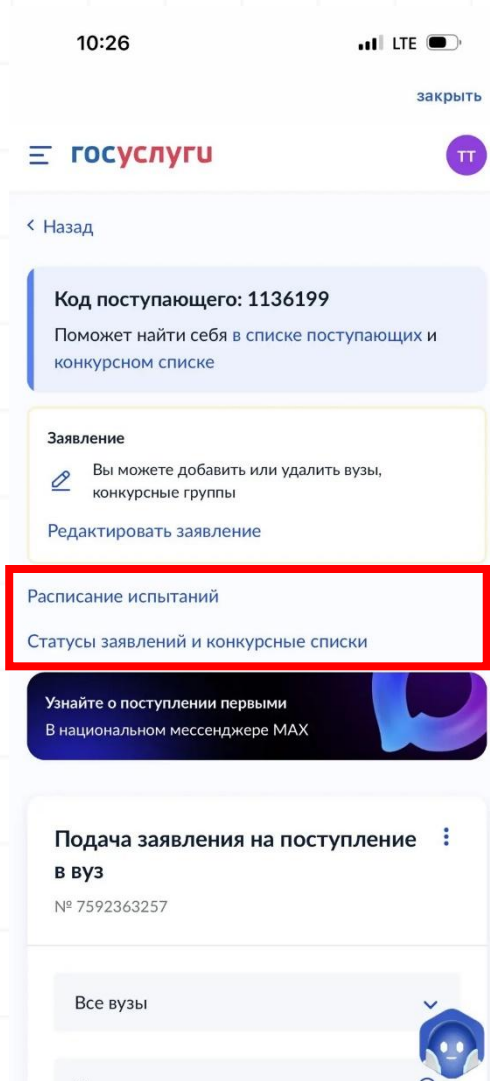 10:26
LTE
закрыть
госуслуги
ТТ
Назад
Код поступающего: 1136199
Поможет найти себя в списке поступающих и
конкурсном списке
Заявление
Вы можете добавить или удалить вузы,
конкурсные группы
Редактировать заявление
Расписание испытаний
Статусы заявлений и конкурсные списки
Узнайте о поступлении первыми
В национальном мессенджере MAX
Подача заявления на поступление
в вуз
№ 7592363257
Все вузы